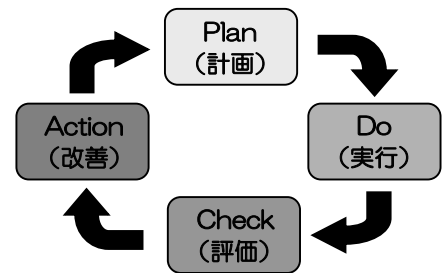 Plan
（計画）
Do
（実行）
Check
（評価）
Action
（改善）